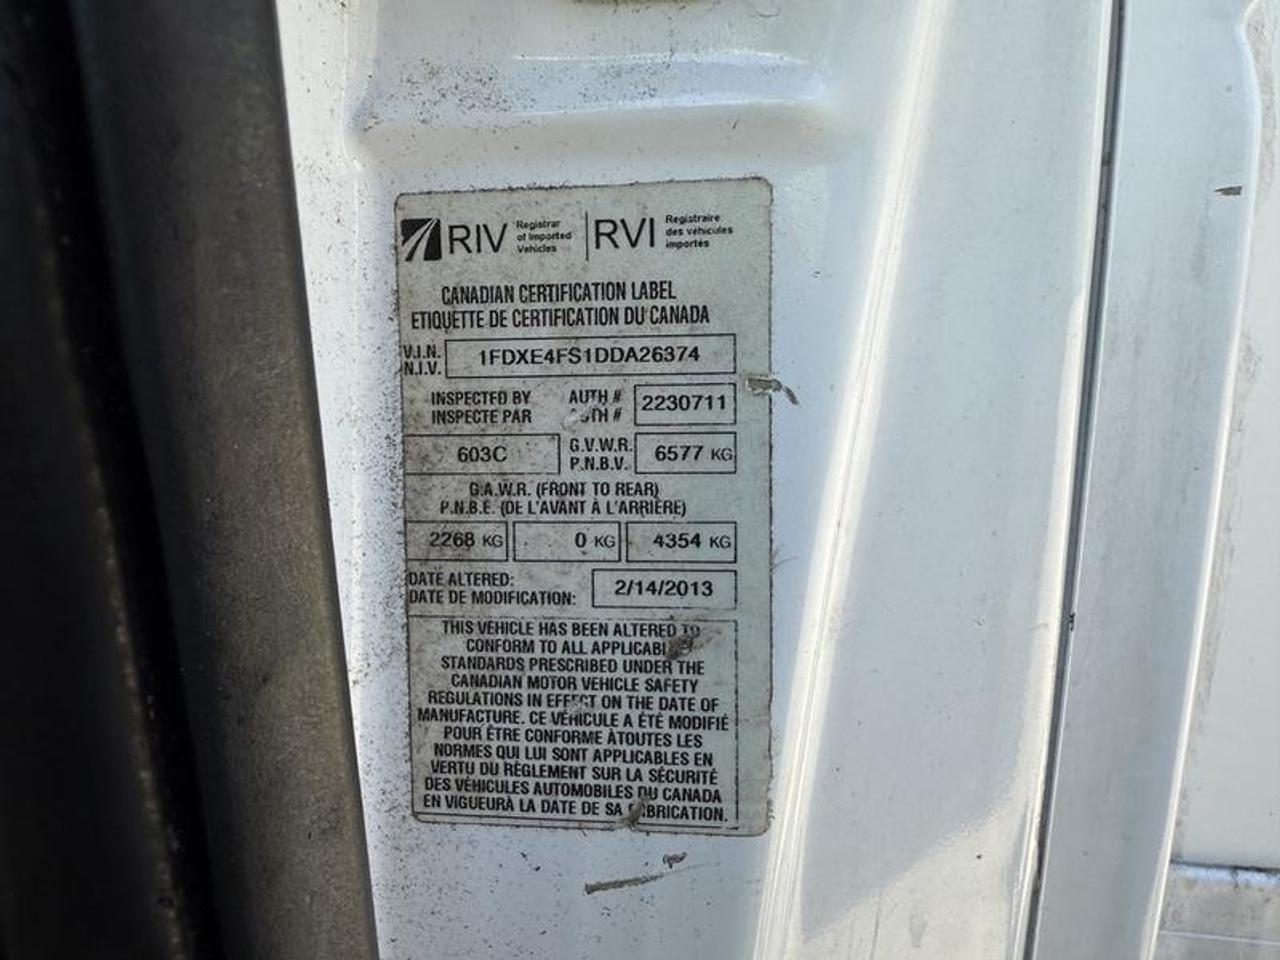 RIV Registrar of Imported Vehicles RVI Registraire des véhicules importés
CANADIAN CERTIFICATION LABEL
ETIQUETTE DE CERTIFICATION DU CANADA
V.I.N. 1FDXE4FS1DDA26374
N.I.V.
INSPECTED BY AUTH # 2230711
INSPECTE PAR #
603C G.V.W.R. 6577 KG
P.N.B.V.
G.A.W.R. (FRONT TO REAR)
P.N.B.E. (DE L'AVANT À L'ARRIÈRE)
2268 KG 0 KG 4354 KG
DATE ALTERED: 2/14/2013
DATE DE MODIFICATION:
THIS VEHICLE HAS BEEN ALTERED TO
CONFORM TO ALL
STANDARDS PRESCRIBED UNDER THE
CANADIAN MOTOR VEHICLE SAFETY
REGULATIONS IN EFFECT ON THE DATE OF
MANUFACTURE. CE VÉHICULE A ÉTÉ MODIFIÉ
POUR ÊTRE CONFORME ÀTOUTES LES
NORMES QUI LUI SONT APPLICABLES EN
VERTU DU RÈGLEMENT SUR LA SÉCURITÉ
DES VÉHICULES AUTOMOBILES DU CANADA
EN VIGUEURÀ LA DATE DE SA